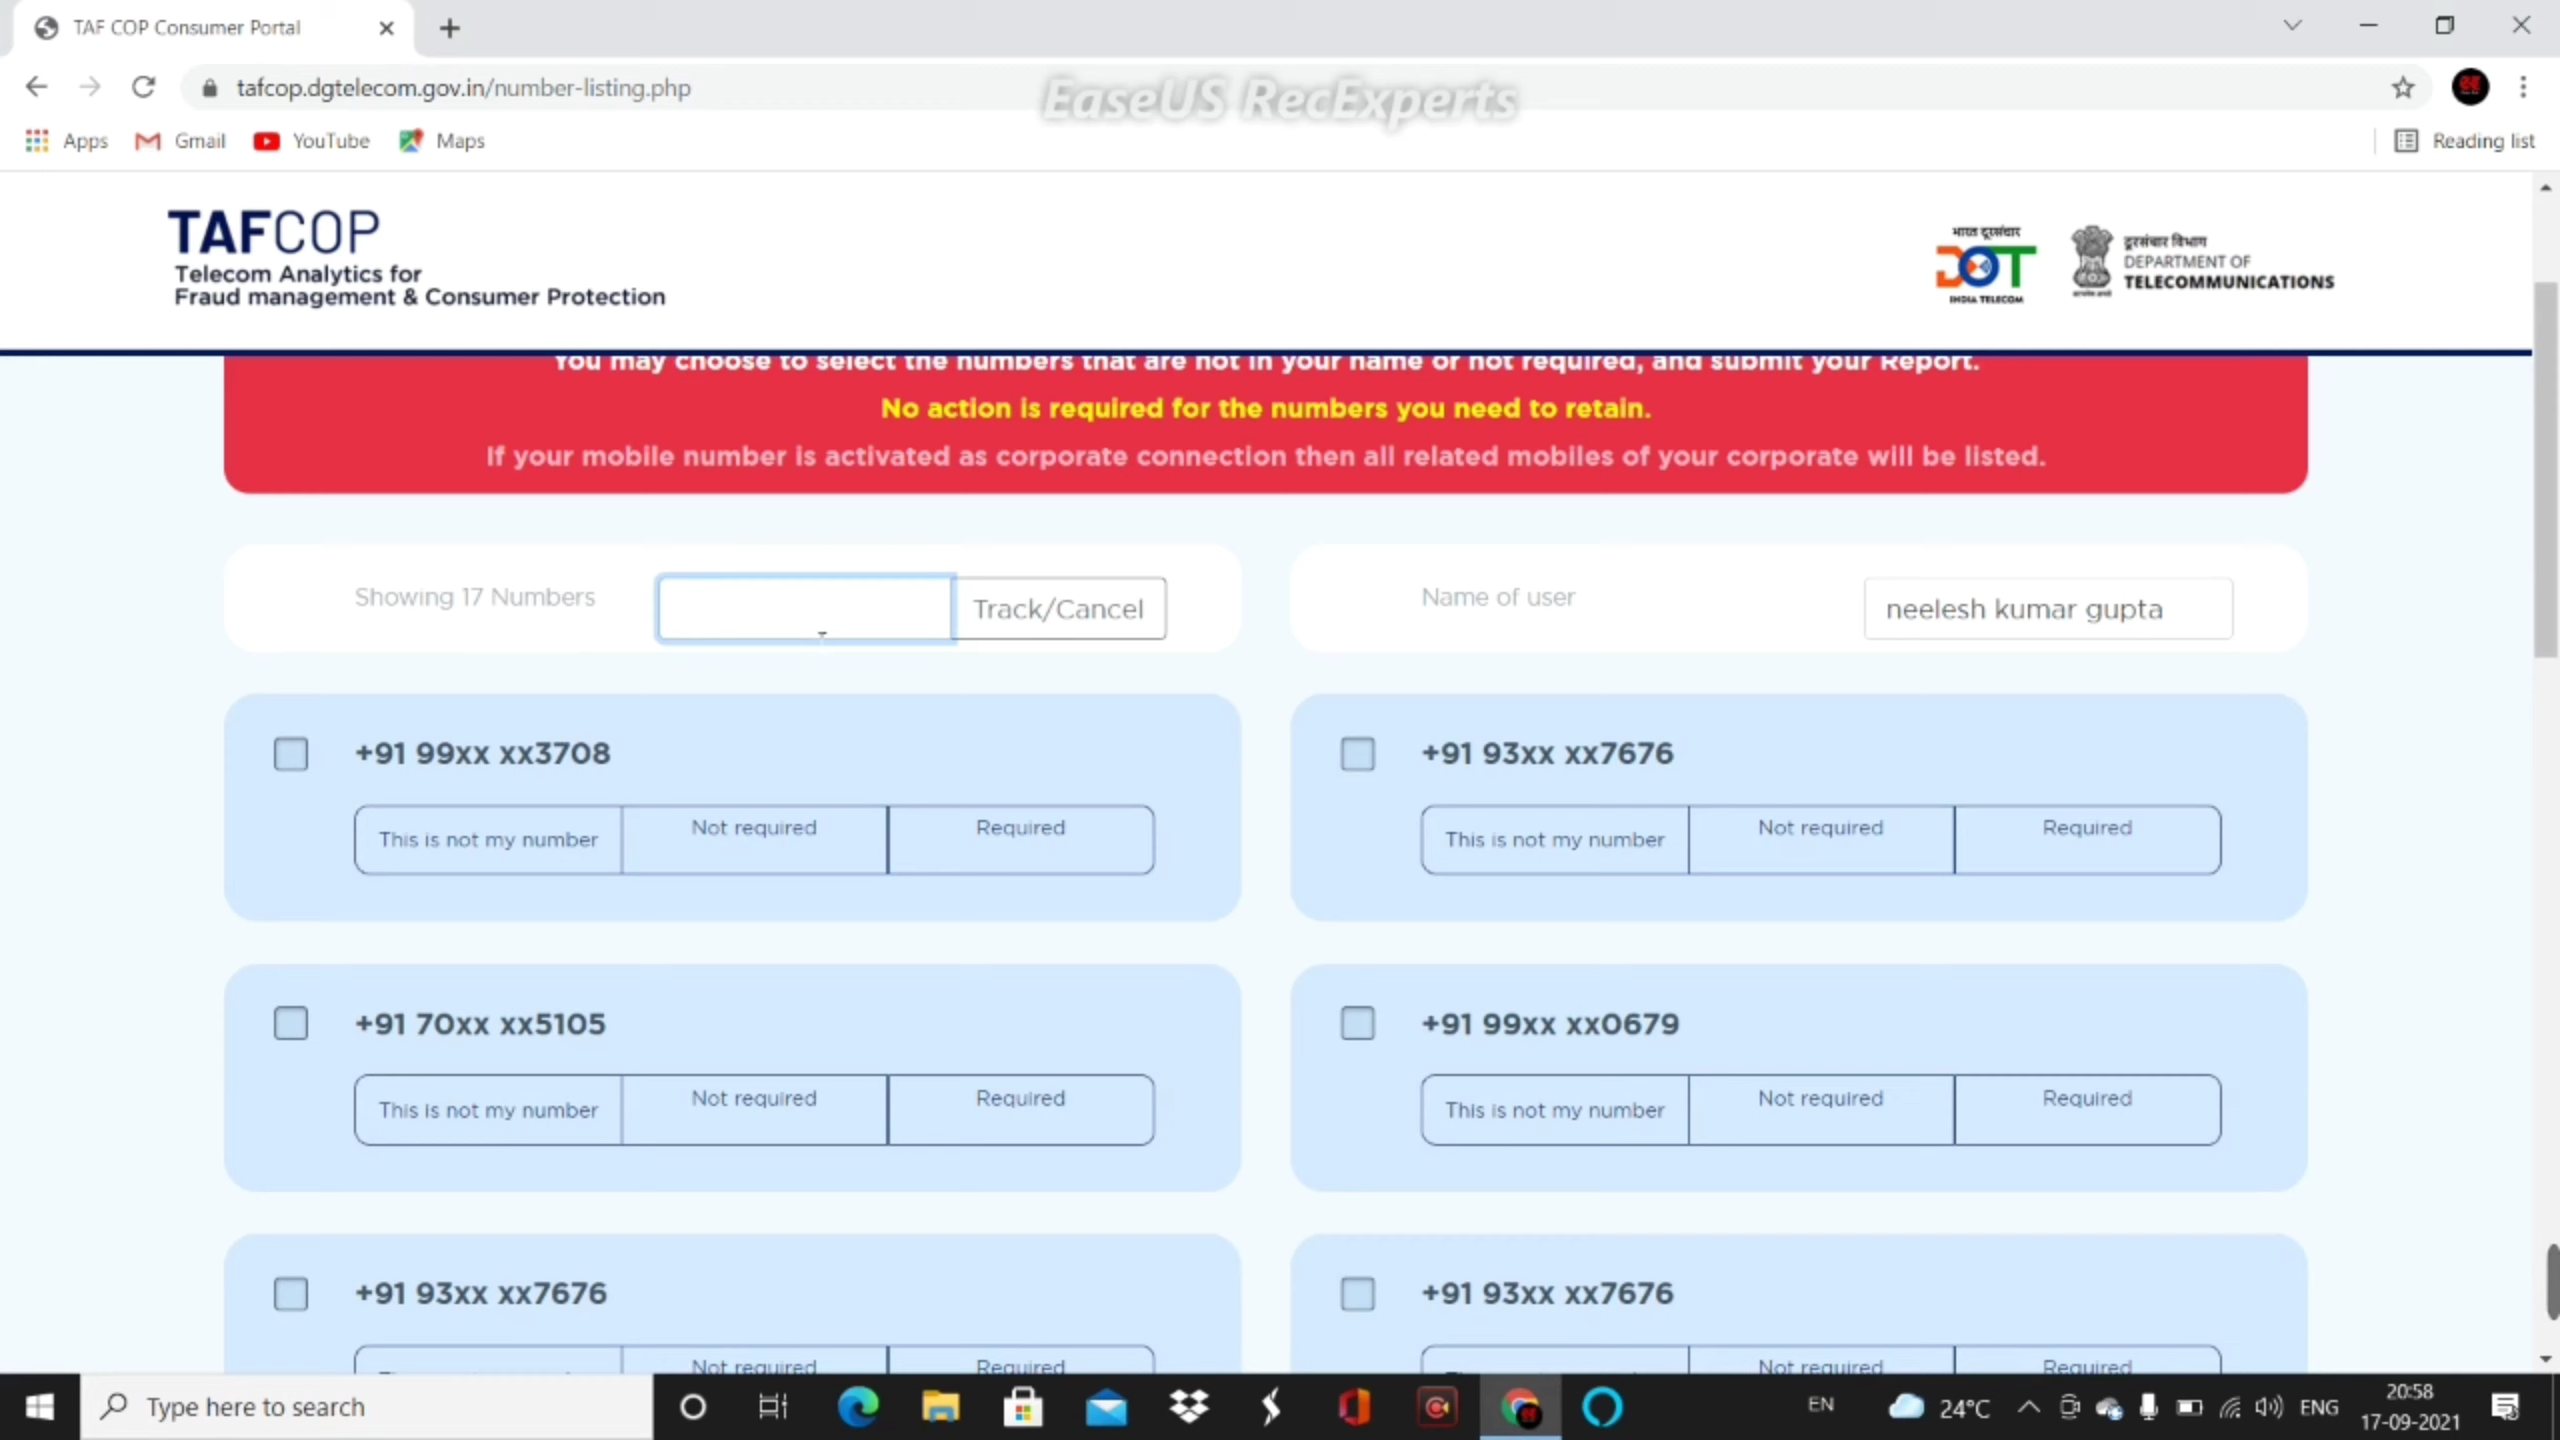 TAF COP Consumer Portal
tafcop.dgtelecom.gov.in/number-listing.php
EaseUS RecExperts
Apps Gmail YouTube Maps Reading list
TAFCOP
Telecom Analytics for
Fraud management & Consumer Protection
भारत दूरसंचार
DOT
INDIA TELECOM
दूरसंचार विभाग
DEPARTMENT OF
TELECOMMUNICATIONS
You may choose to select the numbers that are not in your name or not required, and submit your Report.
No action is required for the numbers you need to retain.
If your mobile number is activated as corporate connection then all related mobiles of your corporate will be listed.
Showing 17 Numbers Track/Cancel Name of user neelesh kumar gupta
+91 99xx xx3708 +91 93xx xx7676
This is not my number Not required Required This is not my number Not required Required
+91 70xx xx5105 +91 99xx xx0679
This is not my number Not required Required This is not my number Not required Required
+91 93xx xx7676 +91 93xx xx7676
Not required Required Not required Required
Type here to search EN 24°C ENG 20:58
17-09-2021